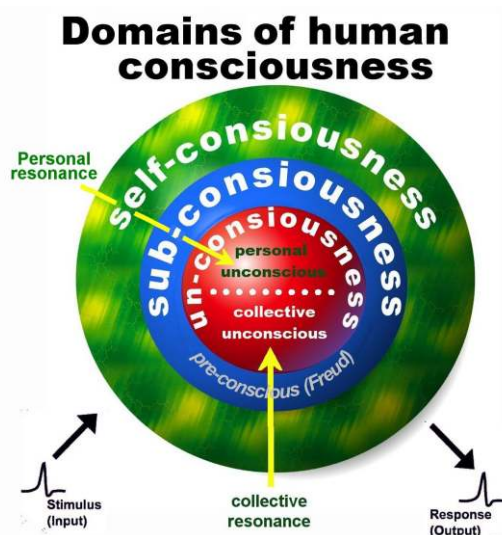 Domains of human
consciousness
Personal
resonance
self-consiousness
sub-consiousness
un-consiousness
personal
unconscious
collective
unconscious
pre-conscious (Freud)
Stimulus
(Input)
collective
resonance
Response
(Output)